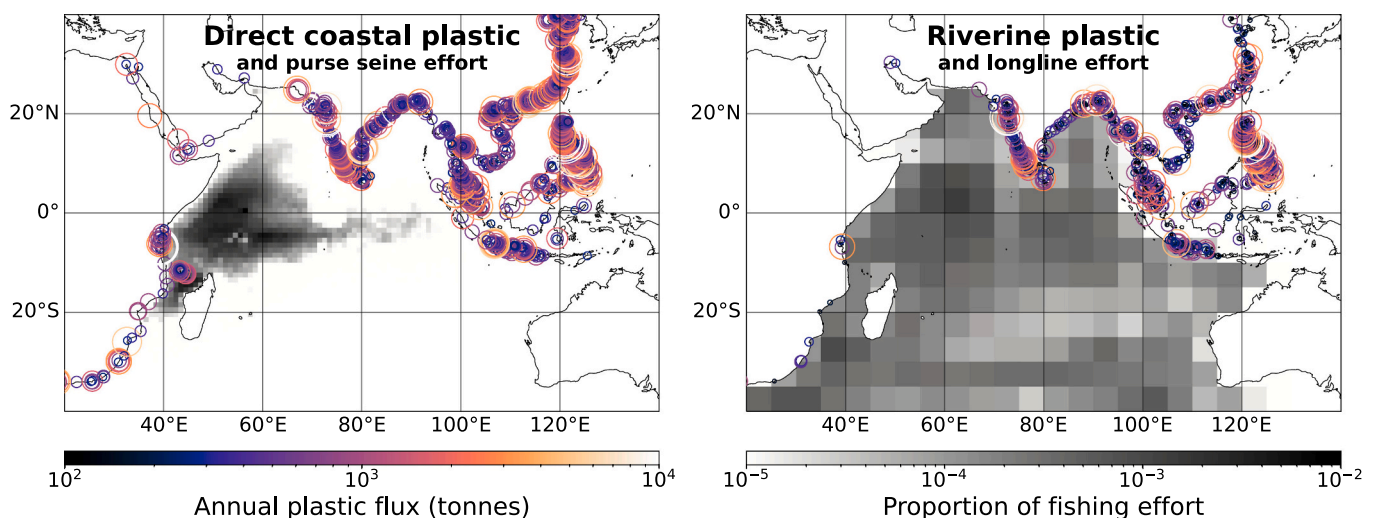 Direct coastal plastic
and purse seine effort
20°N
0°
20°S
40°E 60°E 80°E 100°E 120°E
10² 10³ 10⁴
Annual plastic flux (tonnes)
Riverine plastic
and longline effort
20°N
0°
20°S
40°E 60°E 80°E 100°E 120°E
10⁻⁵ 10⁻⁴ 10⁻³ 10⁻²
Proportion of fishing effort